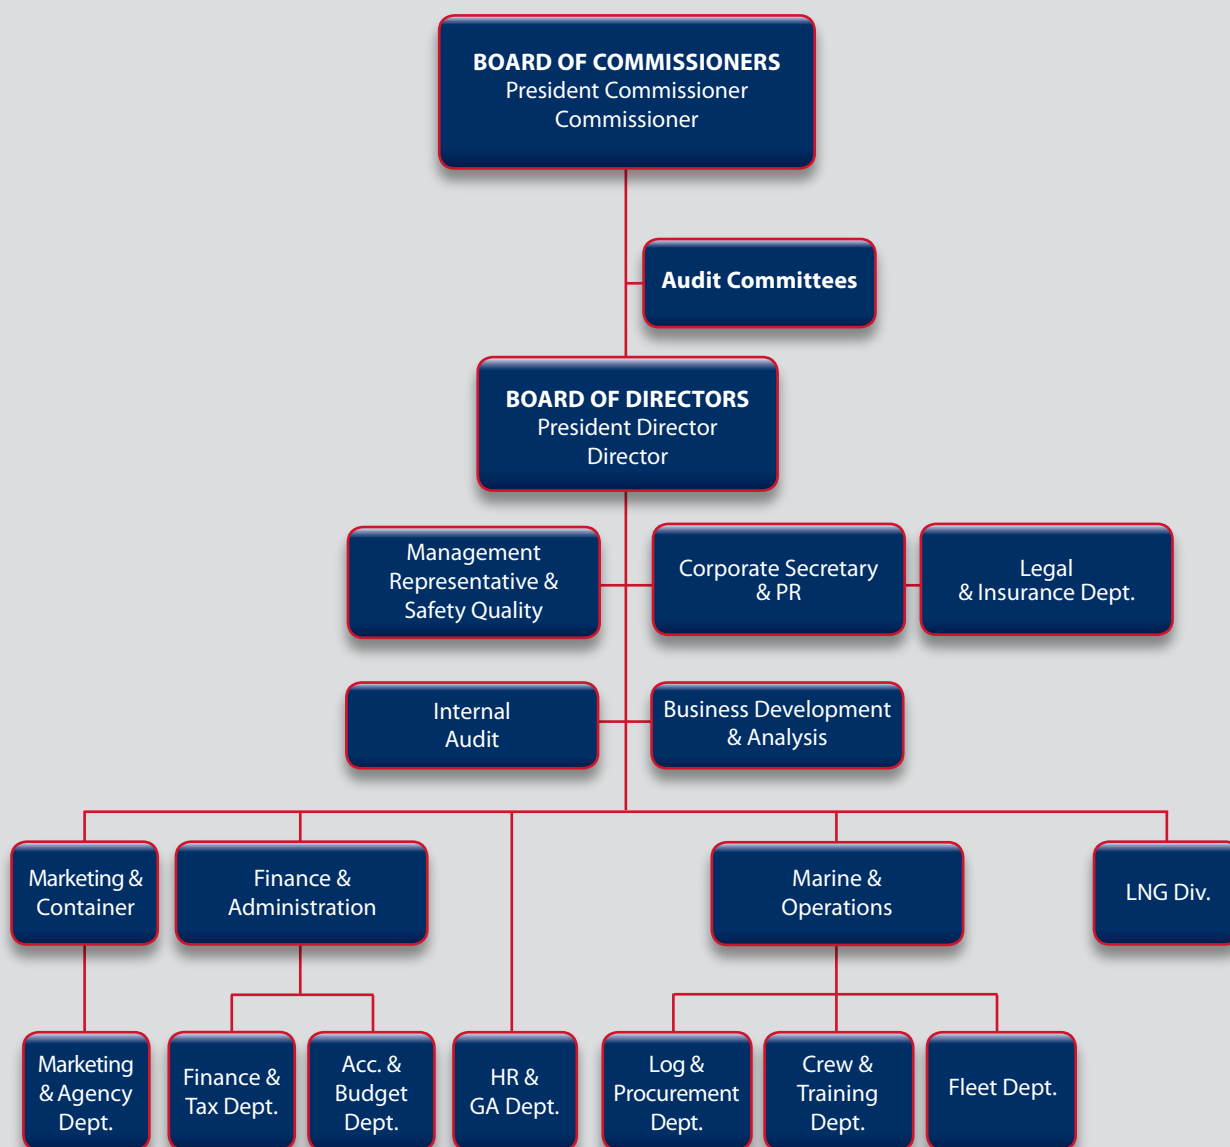 BOARD OF COMMISSIONERS
President Commissioner
Commissioner
Audit Committees
BOARD OF DIRECTORS
President Director
Director
Management
Representative &
Safety Quality
Corporate Secretary
& PR
Legal
& Insurance Dept.
Internal
Audit
Business Development
& Analysis
Marketing &
Container
Finance &
Administration
Marine &
Operations
LNG Div.
Marketing
& Agency
Dept.
Finance &
Tax Dept.
Acc. &
Budget
Dept.
HR &
GA Dept.
Log &
Procurement
Dept.
Crew &
Training
Dept.
Fleet Dept.